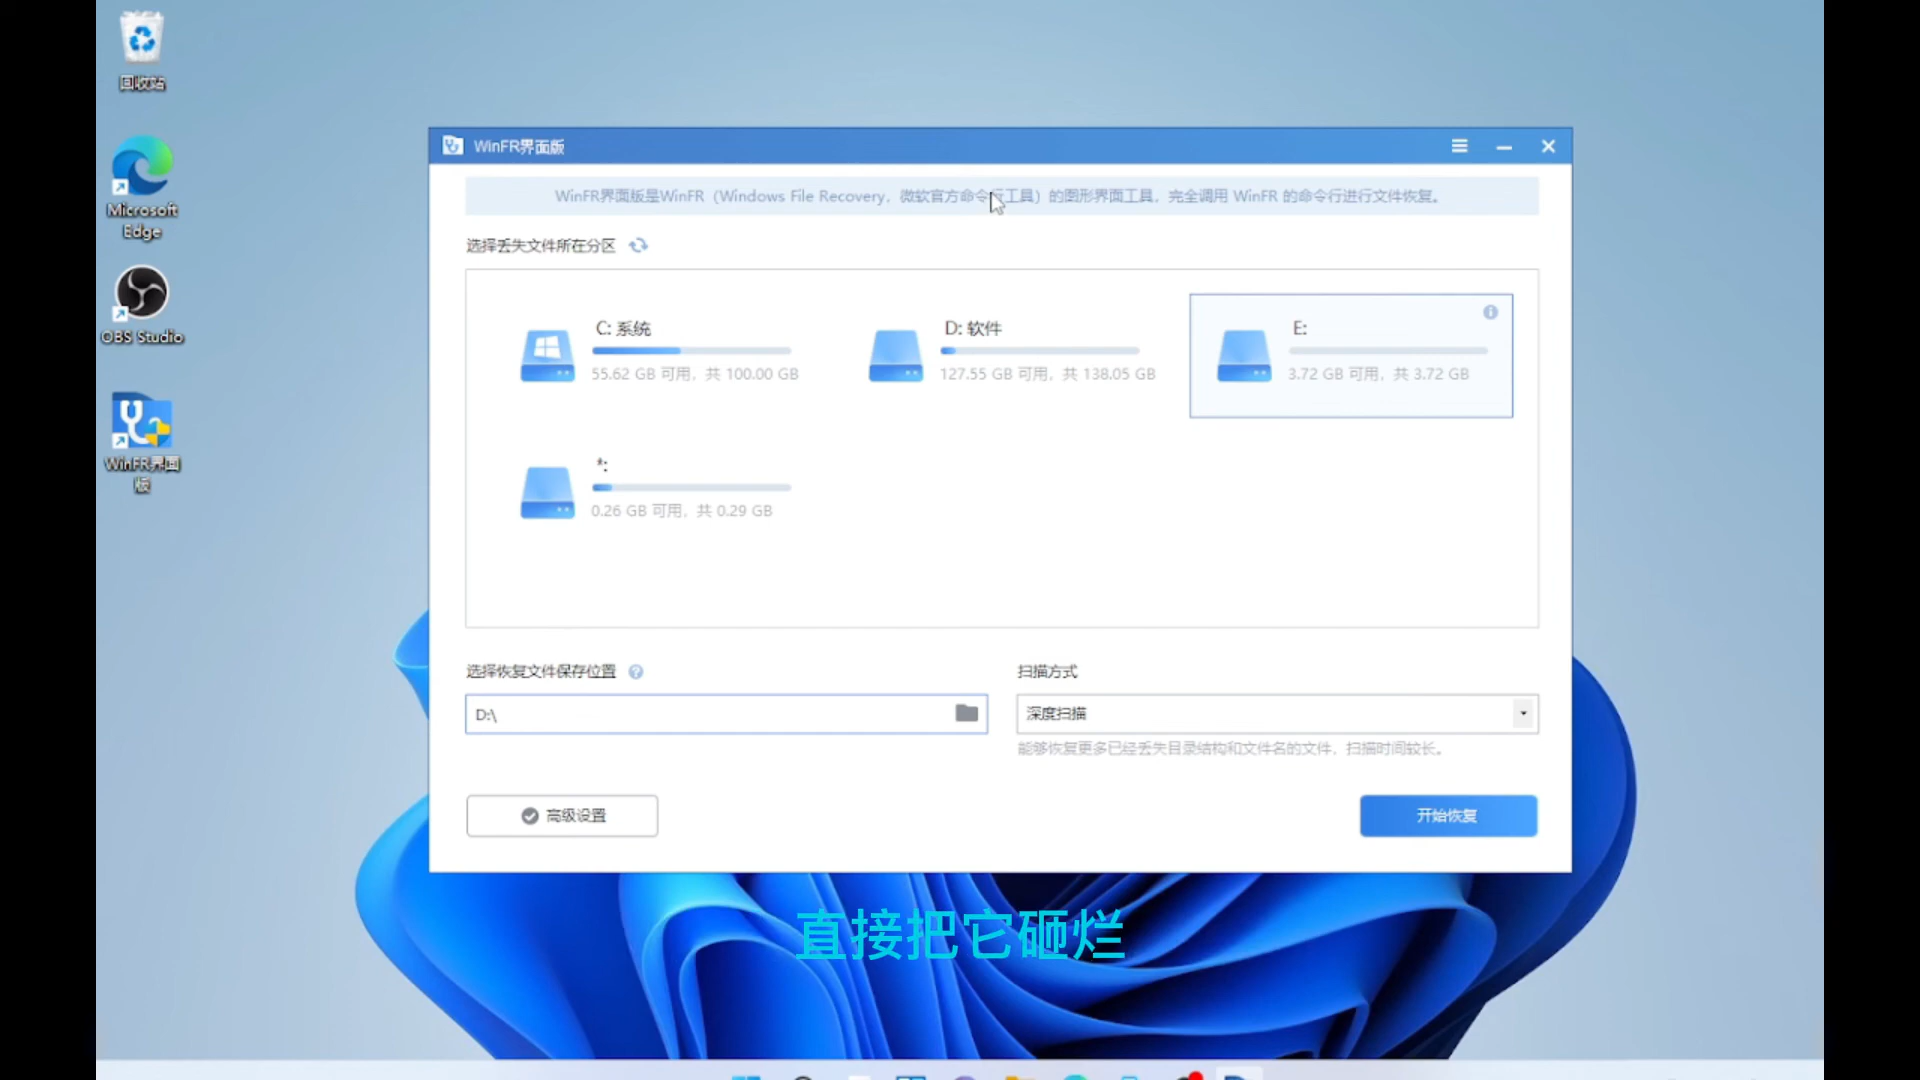 回收站
Microsoft
Edge
OBS Studio
WinFR界面
版
WinFR界面版
WinFR界面版是WinFR（Windows File Recovery，微软官方命令行工具）的图形界面工具，完全调用 WinFR 的命令行进行文件恢复。
选择丢失文件所在分区
C: 系统
55.62 GB 可用，共 100.00 GB
D: 软件
127.55 GB 可用，共 138.05 GB
E:
3.72 GB 可用，共 3.72 GB
*:
0.26 GB 可用，共 0.29 GB
选择恢复文件保存位置
扫描方式
D:\
深度扫描
能够恢复更多已经丢失目录结构和文件名的文件，扫描时间较长。
高级设置
开始恢复
直接把它砸烂